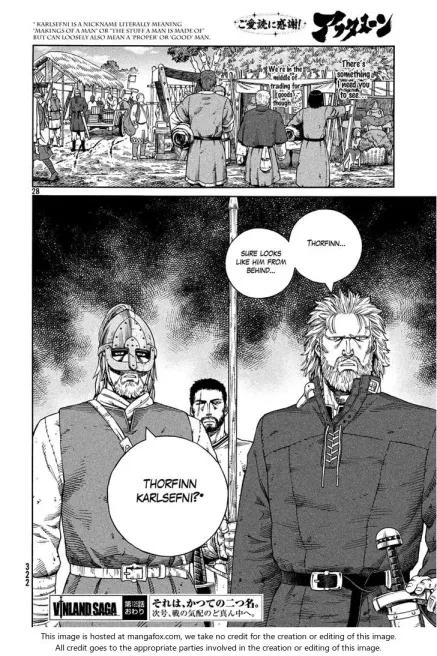 * KARLSEFNI IS A NICKNAME LITERALLY MEANING
"MAKINGS OF A MAN" OR "THE STUFF A MAN IS MADE OF"
BUT CAN LOOSELY ALSO MEAN A 'PROPER' OR 'GOOD' MAN.
ご愛読に感謝!
アフタヌーン
There's
something
I need
you
to see.
We're in the
middle of
trading for
goods
though
28
THORFINN...
SURE LOOKS
LIKE HIM FROM
BEHIND...
THORFINN
KARLSEFNI?*
322
VINLAND SAGA
おわり
それは、かつての二つ名。
次号、戦の気配のど真ん中へ。
This image is hosted at mangafox.com, we take no credit for the creation or editing of this image.
All credit goes to the appropriate parties involved in the creation or editing of this image.